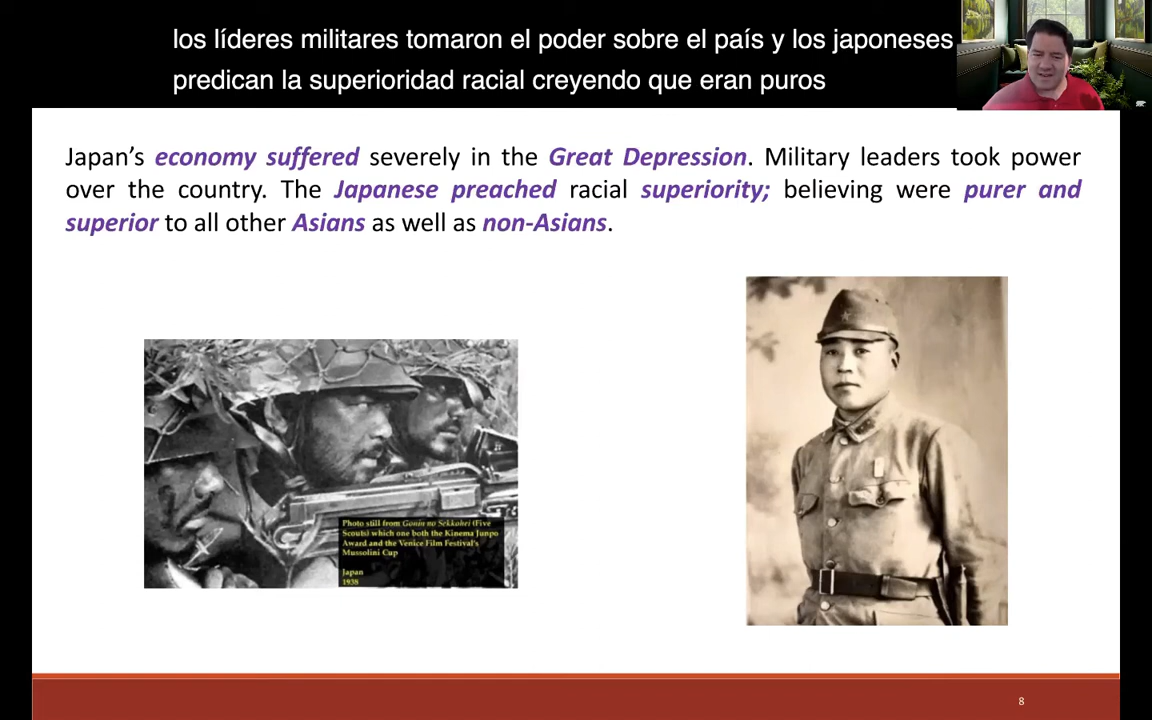 los líderes militares tomaron el poder sobre el país y los japoneses
predican la superioridad racial creyendo que eran puros
Japan’s economy suffered severely in the Great Depression. Military leaders took power
over the country. The Japanese preached racial superiority; believing were purer and
superior to all other Asians as well as non-Asians.
Photo still from Gonin no Sekkohei (Five
Scouts) which one both the Kinema Junpo
Award and the Venice Film Festival's
Mussolini Cup
Japan
1938
8